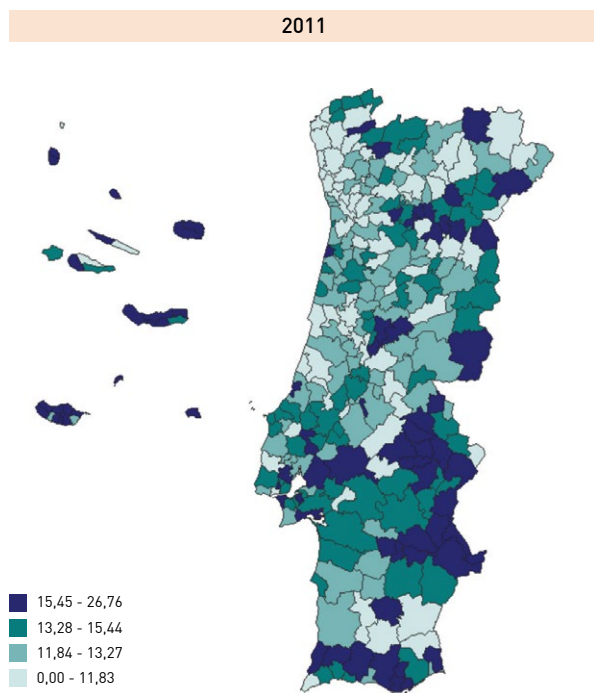 2011
15,45 - 26,76
13,28 - 15,44
11,84 - 13,27
0,00 - 11,83